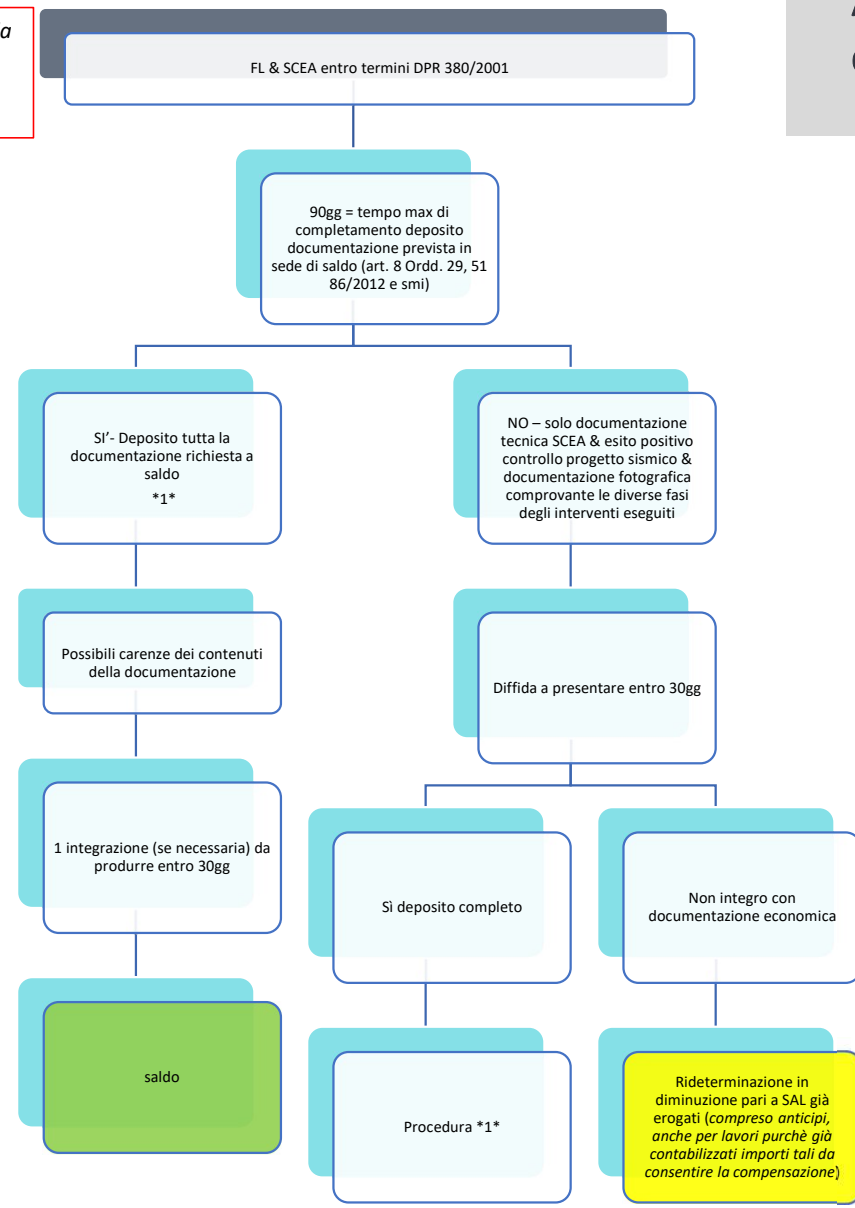 a
FL & SCEA entro termini DPR 380/2001
90gg = tempo max di
completamento deposito
documentazione prevista in
sede di saldo (art. 8 Ordd. 29, 51
86/2012 e smi)
SI’- Deposito tutta la
documentazione richiesta a
saldo
*1*
NO – solo documentazione
tecnica SCEA & esito positivo
controllo progetto sismico &
documentazione fotografica
comprovante le diverse fasi
degli interventi eseguiti
Possibili carenze dei contenuti
della documentazione
Diffida a presentare entro 30gg
1 integrazione (se necessaria) da
produrre entro 30gg
Sì deposito completo
Non integro con
documentazione economica
saldo
Procedura *1*
Rideterminazione in
diminuzione pari a SAL già
erogati (compreso anticipi,
anche per lavori purchè già
contabilizzati importi tali da
consentire la compensazione)